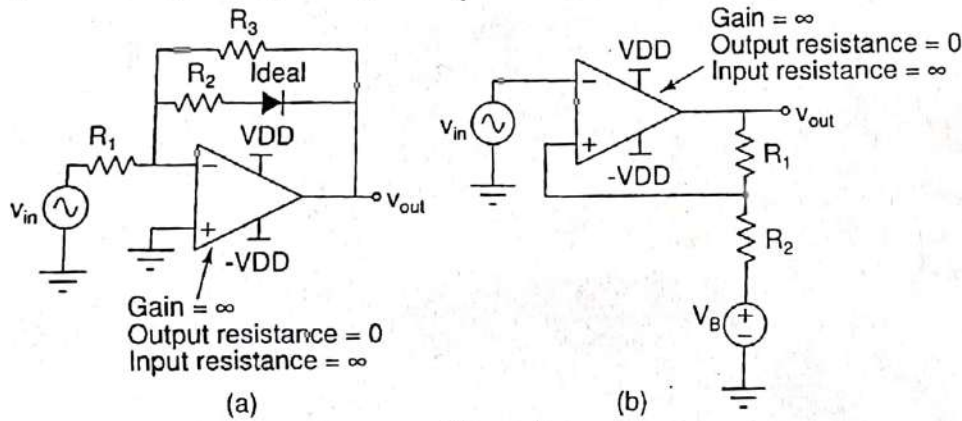 R3
R2
Ideal
R1
VDD
−
+
vin
vout
-VDD
Gain = ∞
Output resistance = 0
Input resistance = ∞
(a)
Gain = ∞
Output resistance = 0
Input resistance = ∞
VDD
−
+
vin
vout
-VDD
R1
R2
VB
+
−
(b)